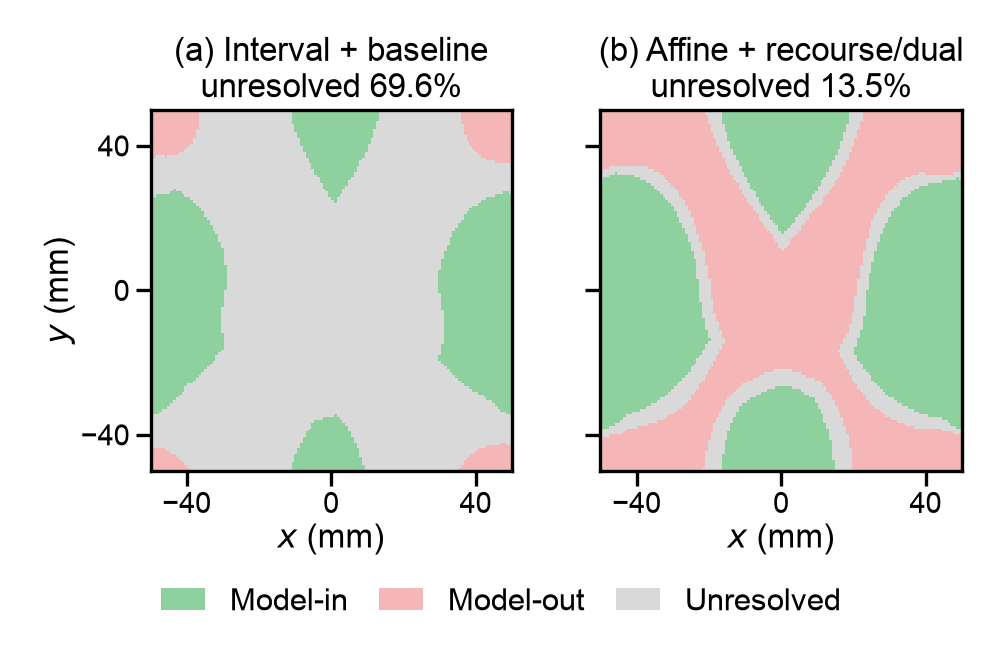 (a) Interval + baseline
unresolved 69.6%
(b) Affine + recourse/dual
unresolved 13.5%
40
0
−40
y (mm)
−40 0 40
x (mm)
−40 0 40
x (mm)
Model-in Model-out Unresolved